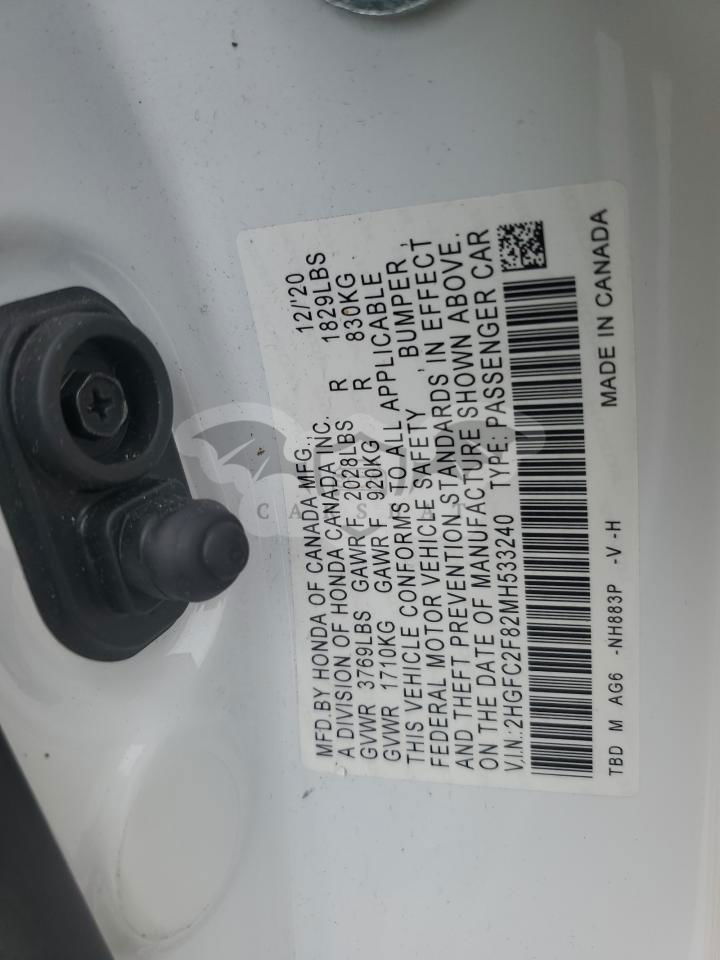 MFD.BY HONDA OF CANADA MFG., 12/'20
A DIVISION OF HONDA CANADA INC.
GVWR 3769LBS GAWR F 2028LBS R 1829LBS
GVWR 1710KG GAWR F 920KG R 830KG
THIS VEHICLE CONFORMS TO ALL APPLICABLE
FEDERAL MOTOR VEHICLE SAFETY , BUMPER ,
AND THEFT PREVENTION STANDARDS IN EFFECT
ON THE DATE OF MANUFACTURE SHOWN ABOVE.
V.I.N.:2HGFC2F82MH533240 TYPE: PASSENGER CAR
TBD M AG6 -NH883P -V -H MADE IN CANADA